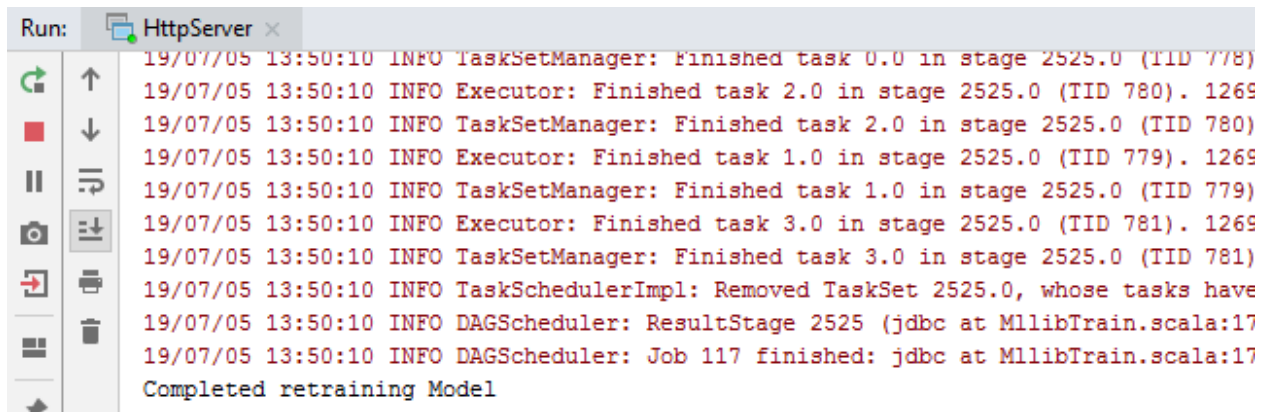 Run: HttpServer ×
19/07/05 13:50:10 INFO TaskSetManager: Finished task 0.0 in stage 2525.0 (TID 778)
19/07/05 13:50:10 INFO Executor: Finished task 2.0 in stage 2525.0 (TID 780). 1269
19/07/05 13:50:10 INFO TaskSetManager: Finished task 2.0 in stage 2525.0 (TID 780)
19/07/05 13:50:10 INFO Executor: Finished task 1.0 in stage 2525.0 (TID 779). 1269
19/07/05 13:50:10 INFO TaskSetManager: Finished task 1.0 in stage 2525.0 (TID 779)
19/07/05 13:50:10 INFO Executor: Finished task 3.0 in stage 2525.0 (TID 781). 1269
19/07/05 13:50:10 INFO TaskSetManager: Finished task 3.0 in stage 2525.0 (TID 781)
19/07/05 13:50:10 INFO TaskSchedulerImpl: Removed TaskSet 2525.0, whose tasks have
19/07/05 13:50:10 INFO DAGScheduler: ResultStage 2525 (jdbc at MllibTrain.scala:17
19/07/05 13:50:10 INFO DAGScheduler: Job 117 finished: jdbc at MllibTrain.scala:17
Completed retraining Model